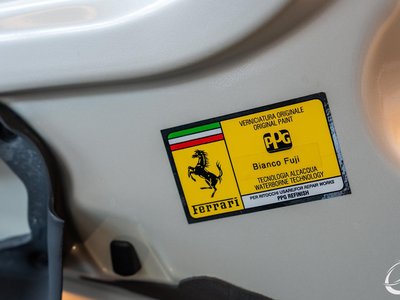 VERNICIATURA ORIGINALE
ORIGINAL PAINT
PPG
Bianco Fuji
TECNOLOGIA ALL'ACQUA
WATERBORNE TECHNOLOGY
Ferrari
PER RITOCCHI USARE/FOR REPAIR WORKS
PPG REFINISH